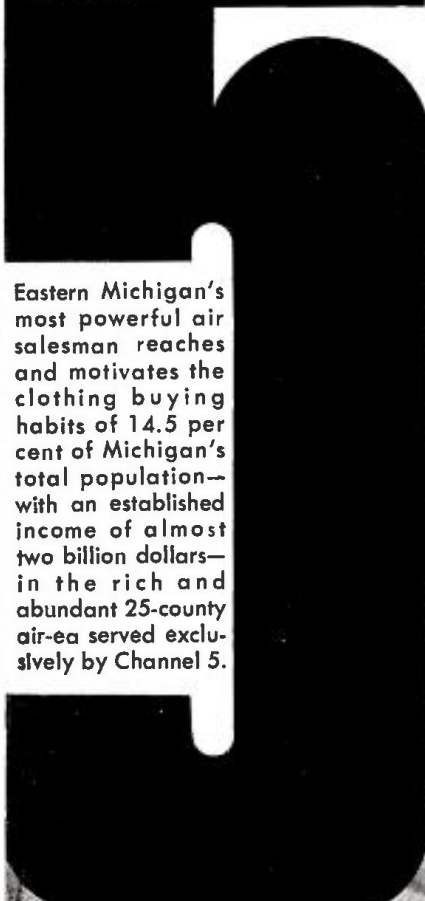 Eastern Michigan's
most powerful air
salesman reaches
and motivates the
clothing buying
habits of 14.5 per
cent of Michigan's
total population—
with an established
income of almost
two billion dollars—
in the rich and
abundant 25-county
air-ea served exclu-
sively by Channel 5.